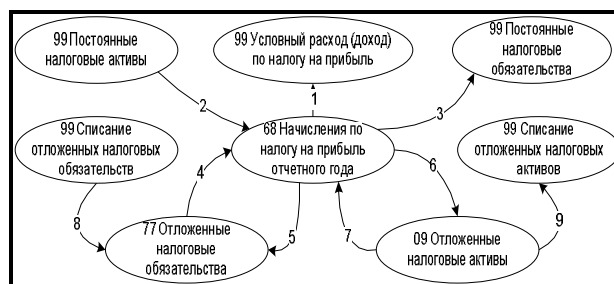 99 Постоянные
налоговые активы
99 Условный расход (доход)
по налогу на прибыль
99 Постоянные
налоговые
обязательства
2
1
3
99 Списание
отложенных налоговых
обязательств
68 Начисления по
налогу на прибыль
отчетного года
99 Списание
отложенных налоговых
активов
4
6
8
5
7
9
77 Отложенные
налоговые
обязательства
09 Отложенные
налоговые активы